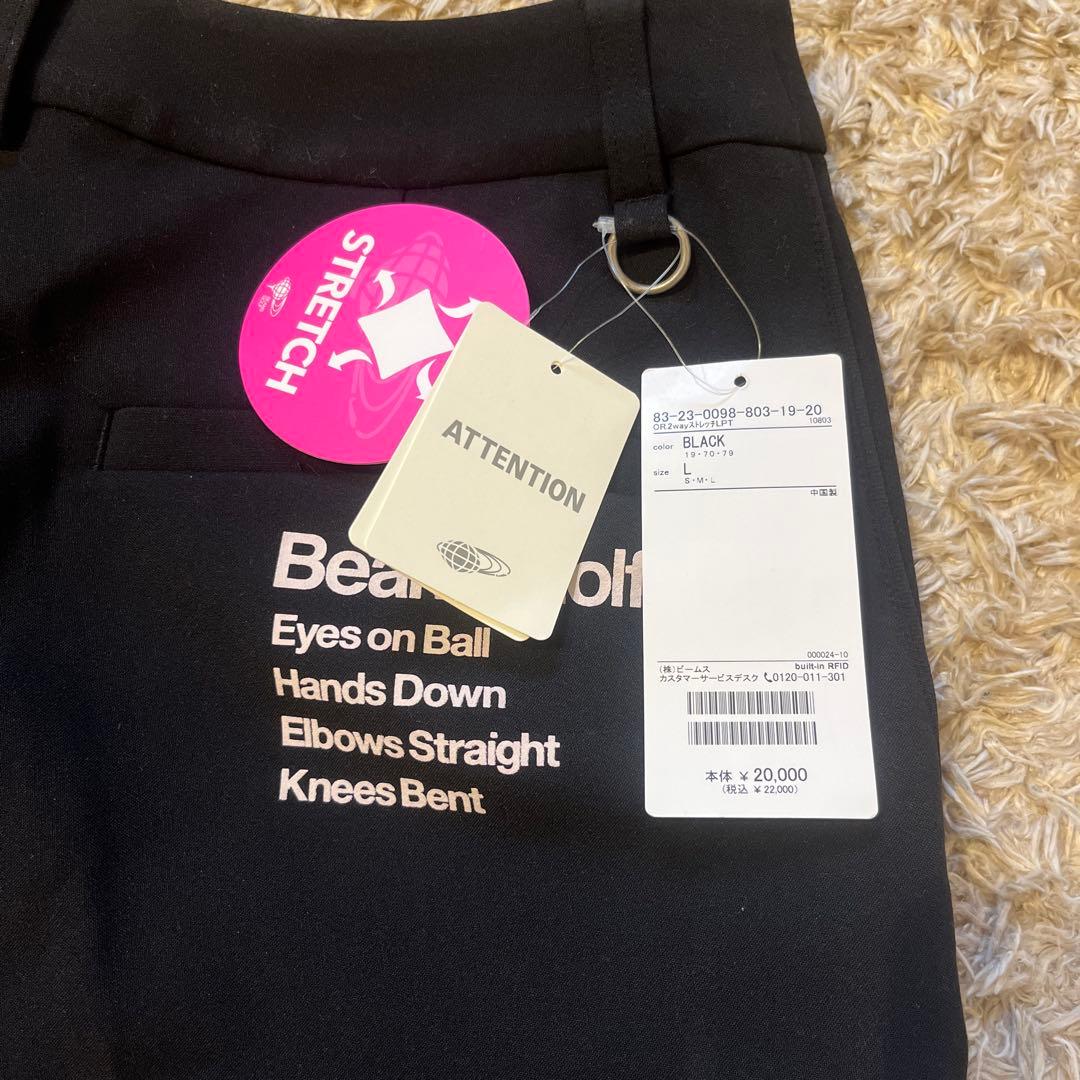 STRETCH
ATTENTION
Eyes on Ball
Hands Down
Elbows Straight
Knees Bent
83-23-0098-803-19-20
OR.2wayストレッチLPT 10803
color BLACK
19・70・79
size L
S・M・L
中国製
000024-10
(株)ビームス built-in RFID
カスタマーサービスデスク 0120-011-301
本体 ¥ 20,000
(税込 ¥ 22,000)